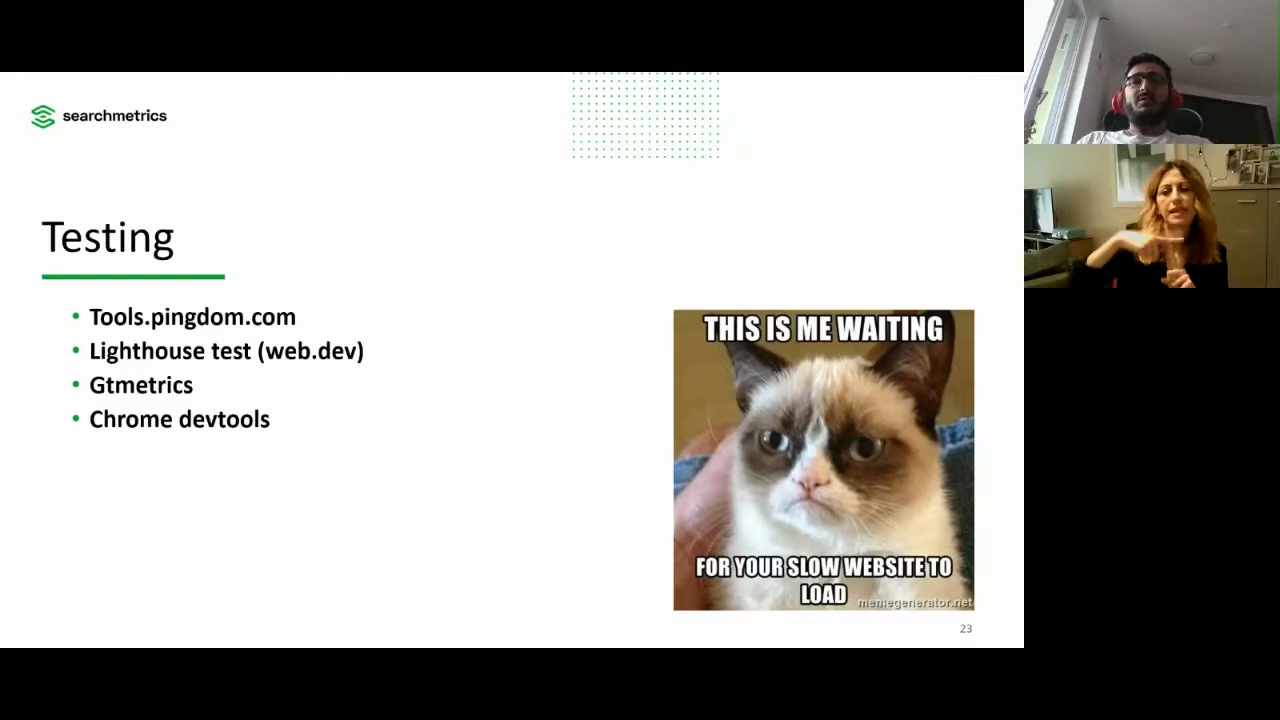 searchmetrics
Testing
• Tools.pingdom.com
• Lighthouse test (web.dev)
• Gtmetrics
• Chrome devtools
THIS IS ME WAITING
FOR YOUR SLOW WEBSITE TO
LOAD
memegenerator.net
23